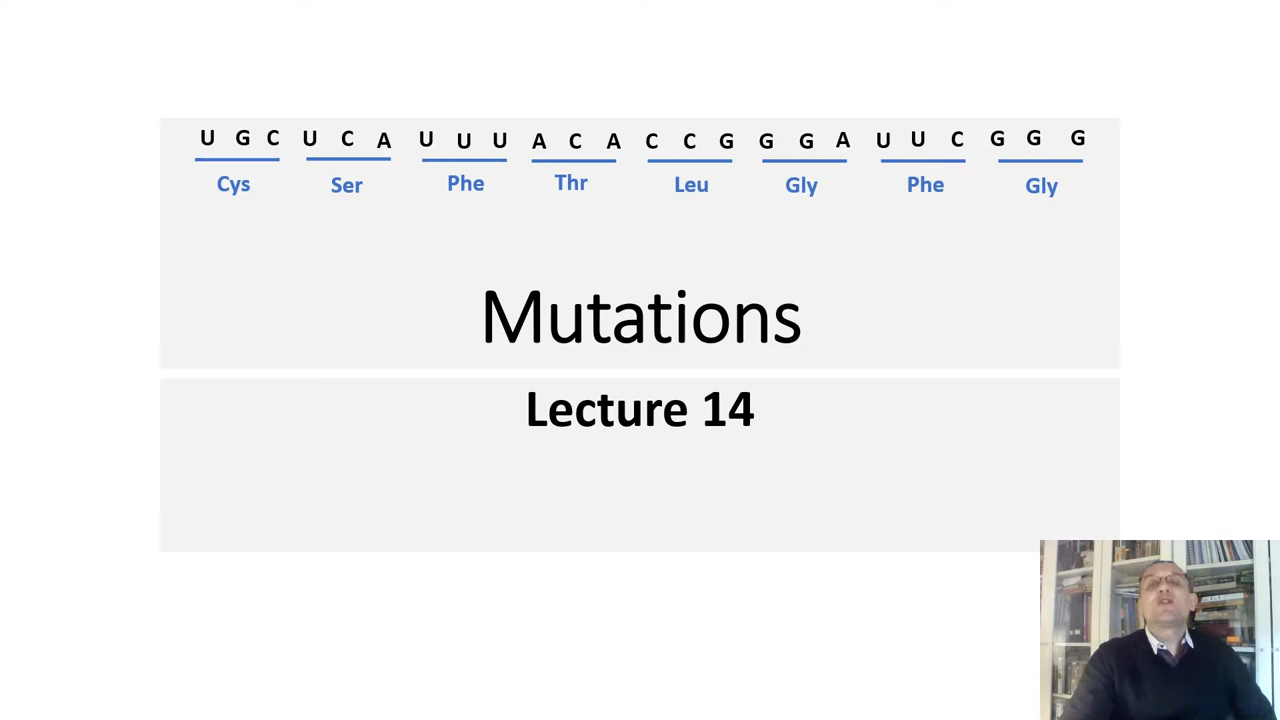 U G C U C A U U U A C A C C G G G A U U C G G G
Cys Ser Phe Thr Leu Gly Phe Gly
Mutations
Lecture 14